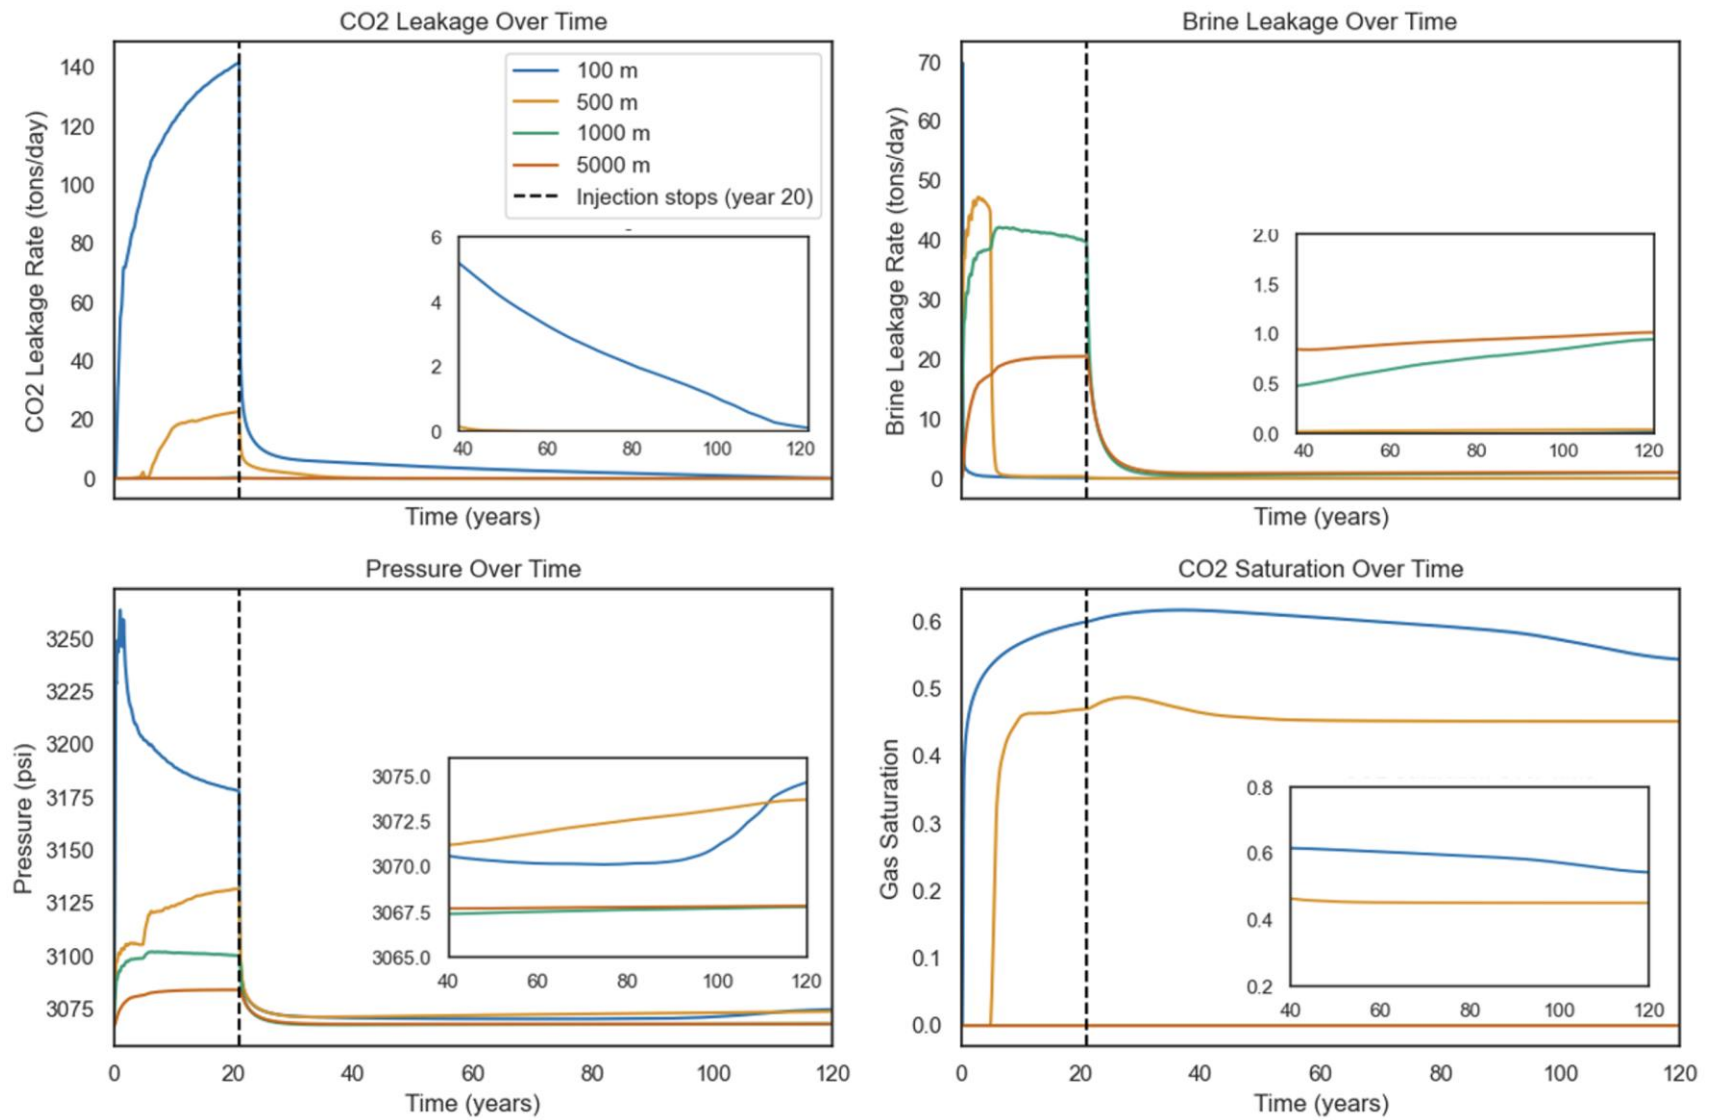 CO2 Leakage Over Time
CO2 Leakage Rate (tons/day)
140
120
100
80
60
40
20
0
100 m
500 m
1000 m
5000 m
Injection stops (year 20)
6
4
2
0
40 60 80 100 120
Time (years)
Brine Leakage Over Time
Brine Leakage Rate (tons/day)
70
60
50
40
30
20
10
0
2.0
1.5
1.0
0.5
0.0
40 60 80 100 120
Time (years)
Pressure Over Time
Pressure (psi)
3250
3225
3200
3175
3150
3125
3100
3075
3075.0
3072.5
3070.0
3067.5
3065.0
40 60 80 100 120
0 20 40 60 80 100 120
Time (years)
CO2 Saturation Over Time
Gas Saturation
0.6
0.5
0.4
0.3
0.2
0.1
0.0
0.8
0.6
0.4
0.2
40 60 80 100 120
0 20 40 60 80 100 120
Time (years)